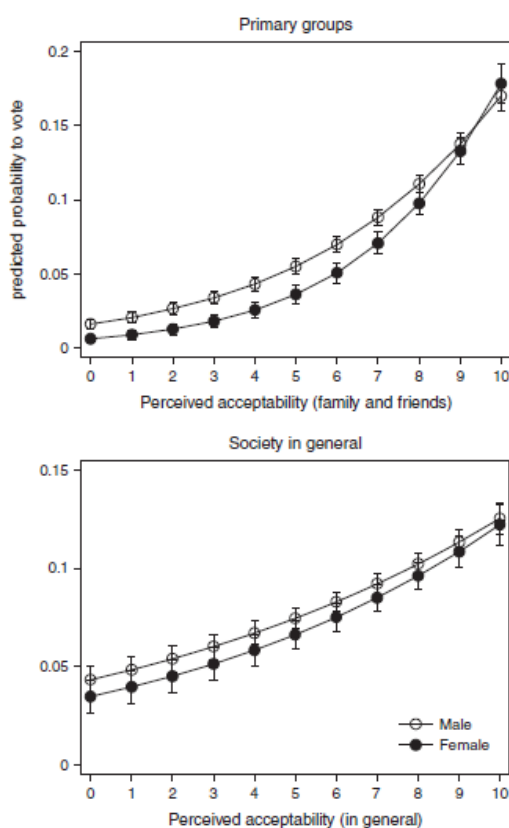 Primary groups
predicted probability to vote
0.2
0.15
0.1
0.05
0
0 1 2 3 4 5 6 7 8 9 10
Perceived acceptability (family and friends)
Society in general
0.15
0.1
0.05
0
Male
Female
0 1 2 3 4 5 6 7 8 9 10
Perceived acceptability (in general)